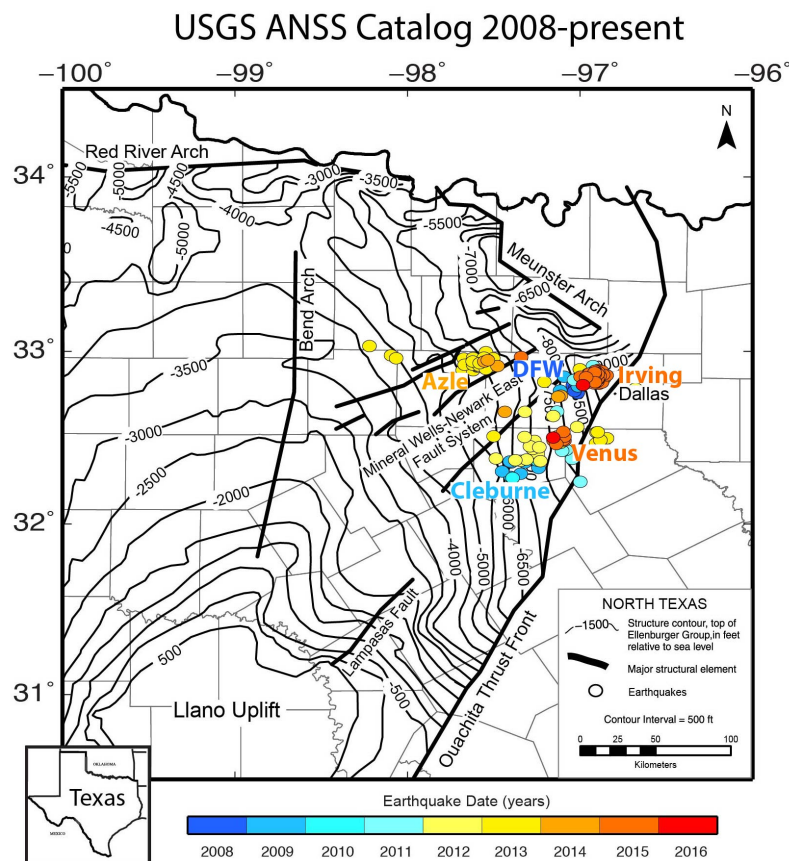 USGS ANSS Catalog 2008-present
−100 −99 −98 −97 −96
N
Red River Arch
34°
-5500
-5000
-4500
-3000
-3500
-4000
-4500
-5000
-5500
-7000
Meunster Arch
-6500
Bend Arch
33°
-3500
-8000
Azle
DFW
Irving
Dallas
-3000
Mineral Wells-Newark East
Fault System
Venus
-2500
Cleburne
-2000
32°
-4000
-5000
6000
-6500
Lampasas Fault
500
-500
31°
Llano Uplift
Ouachita Thrust Front
NORTH TEXAS
-1500 Structure contour, top of
Ellenburger Group,in feet
relative to sea level
Major structural element
Earthquakes
Contour Interval = 500 ft
0 25 50 100
Kilometers
OKLAHOMA
Texas
MEXICO
Earthquake Date (years)
2008 2009 2010 2011 2012 2013 2014 2015 2016